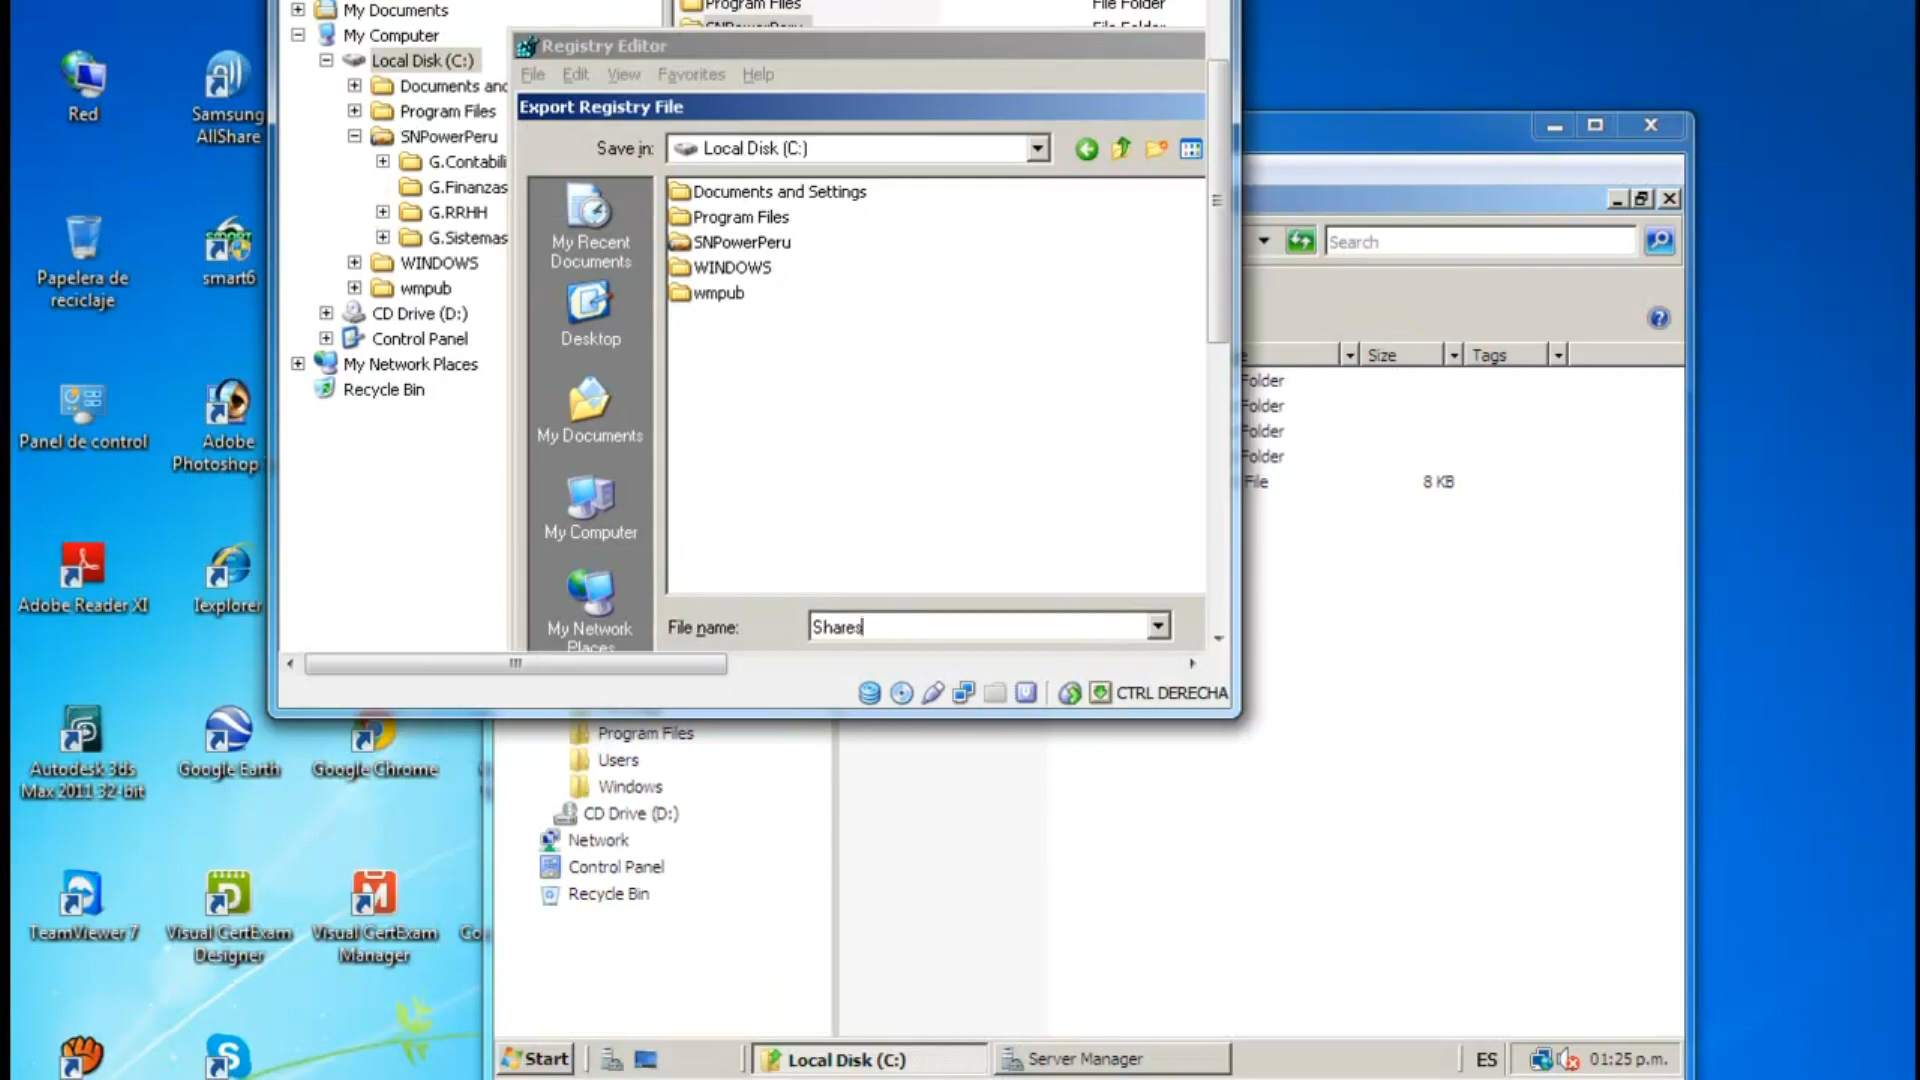 Red
Samsung
AllShare
Papelera de
reciclaje
smart6
Panel de control
Adobe
Photoshop
Adobe Reader XI
Iexplorer
Autodesk 3ds
Max 2011 32-bit
Google Earth
Google Chrome
TeamViewer 7
Visual CertExam
Designer
Visual CertExam
Manager
Co
My Documents
My Computer
Local Disk (C:)
Documents and
Program Files
SNPowerPeru
G.Contabili
G.Finanzas
G.RRHH
G.Sistemas
WINDOWS
wmpub
CD Drive (D:)
Control Panel
My Network Places
Recycle Bin
Program Files
File Folder
SNPowerPeru
File Folder
Registry Editor
File Edit View Favorites Help
Export Registry File
Save in:
Local Disk (C:)
My Recent
Documents
Desktop
My Documents
My Computer
My Network
Places
Documents and Settings
Program Files
SNPowerPeru
WINDOWS
wmpub
File name:
Shares
CTRL DERECHA
Search
e
Size
Tags
Folder
Folder
Folder
Folder
File
8 KB
Program Files
Users
Windows
CD Drive (D:)
Network
Control Panel
Recycle Bin
Start
Local Disk (C:)
Server Manager
ES
01:25 p.m.